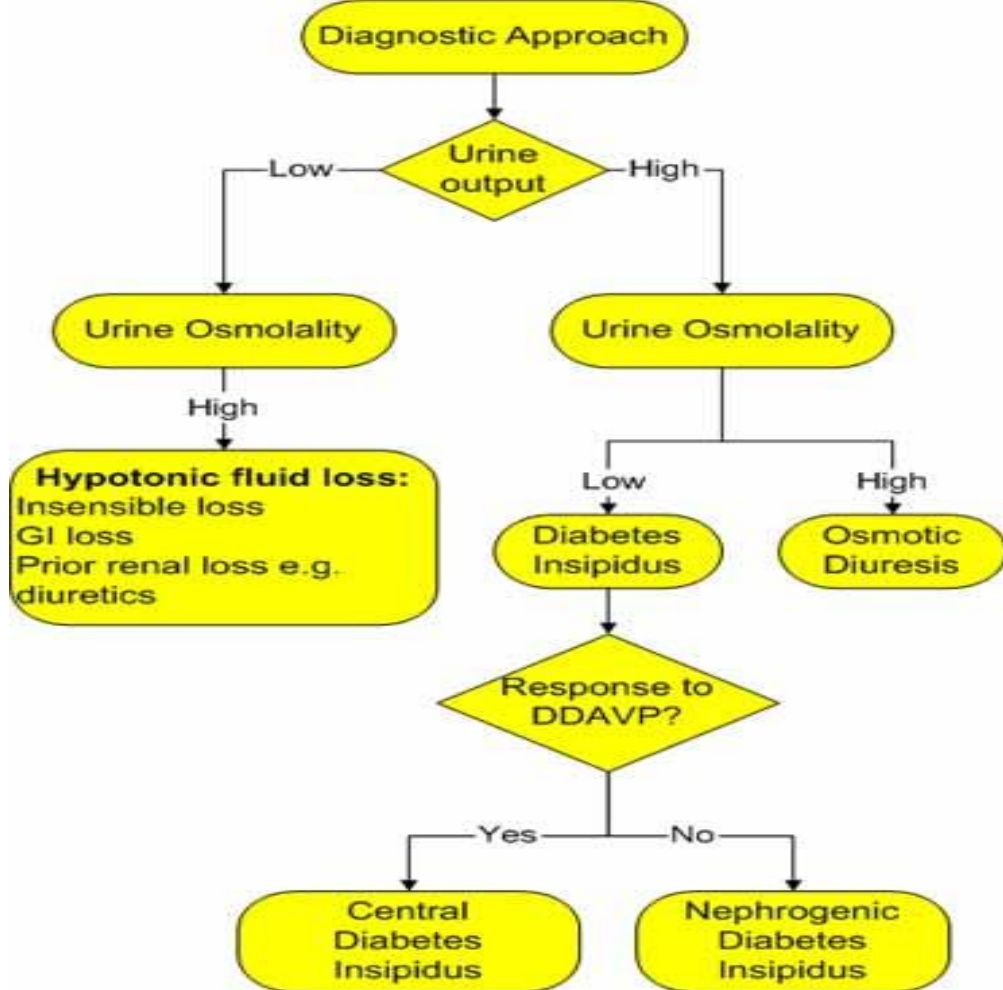 Diagnostic Approach
Urine
output
Low
High
Urine Osmolality
Urine Osmolality
High
Hypotonic fluid loss:
Insensible loss
GI loss
Prior renal loss e.g.
diuretics
Low
High
Diabetes
Insipidus
Osmotic
Diuresis
Response to
DDAVP?
Yes
No
Central
Diabetes
Insipidus
Nephrogenic
Diabetes
Insipidus